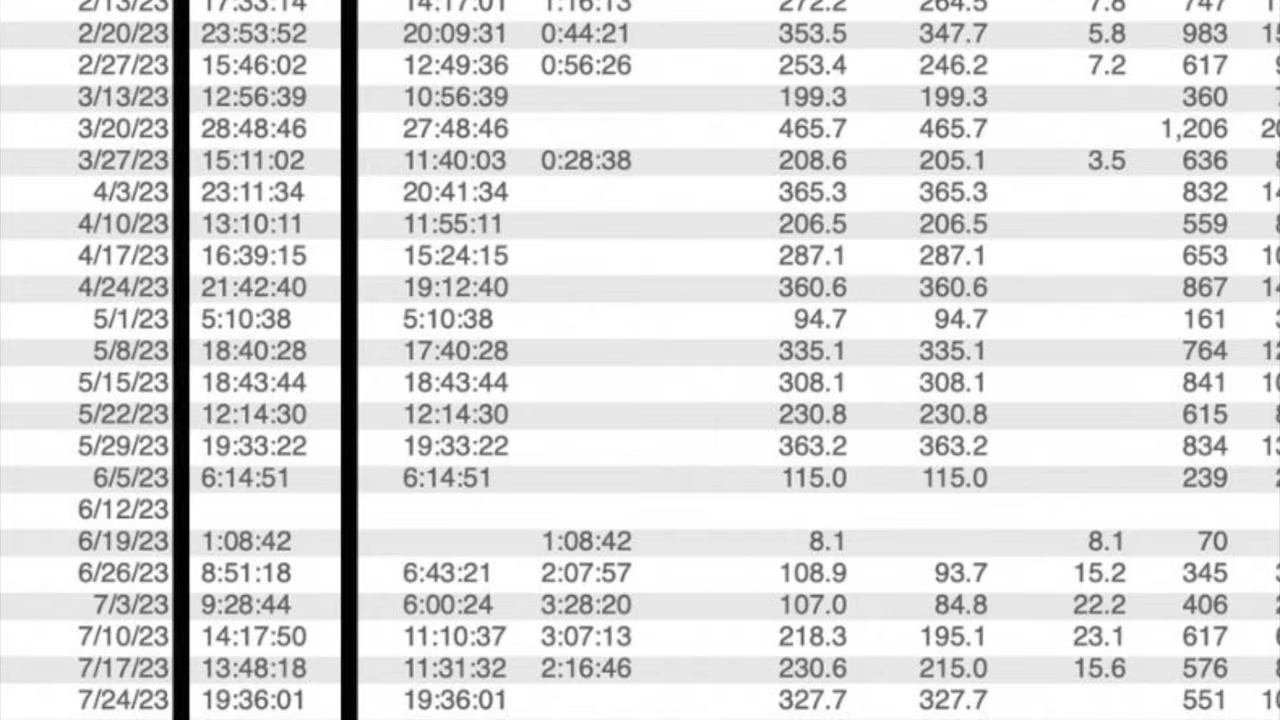 2/13/23 17:33:14 14:17:01 1:16:13 272.2 264.5 7.8 747
2/20/23 23:53:52 20:09:31 0:44:21 353.5 347.7 5.8 983
2/27/23 15:46:02 12:49:36 0:56:26 253.4 246.2 7.2 617
3/13/23 12:56:39 10:56:39 199.3 199.3 360
3/20/23 28:48:46 27:48:46 465.7 465.7 1,206
3/27/23 15:11:02 11:40:03 0:28:38 208.6 205.1 3.5 636
4/3/23 23:11:34 20:41:34 365.3 365.3 832
4/10/23 13:10:11 11:55:11 206.5 206.5 559
4/17/23 16:39:15 15:24:15 287.1 287.1 653
4/24/23 21:42:40 19:12:40 360.6 360.6 867
5/1/23 5:10:38 5:10:38 94.7 94.7 161
5/8/23 18:40:28 17:40:28 335.1 335.1 764
5/15/23 18:43:44 18:43:44 308.1 308.1 841
5/22/23 12:14:30 12:14:30 230.8 230.8 615
5/29/23 19:33:22 19:33:22 363.2 363.2 834
6/5/23 6:14:51 6:14:51 115.0 115.0 239
6/12/23
6/19/23 1:08:42 1:08:42 8.1 8.1 70
6/26/23 8:51:18 6:43:21 2:07:57 108.9 93.7 15.2 345
7/3/23 9:28:44 6:00:24 3:28:20 107.0 84.8 22.2 406
7/10/23 14:17:50 11:10:37 3:07:13 218.3 195.1 23.1 617
7/17/23 13:48:18 11:31:32 2:16:46 230.6 215.0 15.6 576
7/24/23 19:36:01 19:36:01 327.7 327.7 551